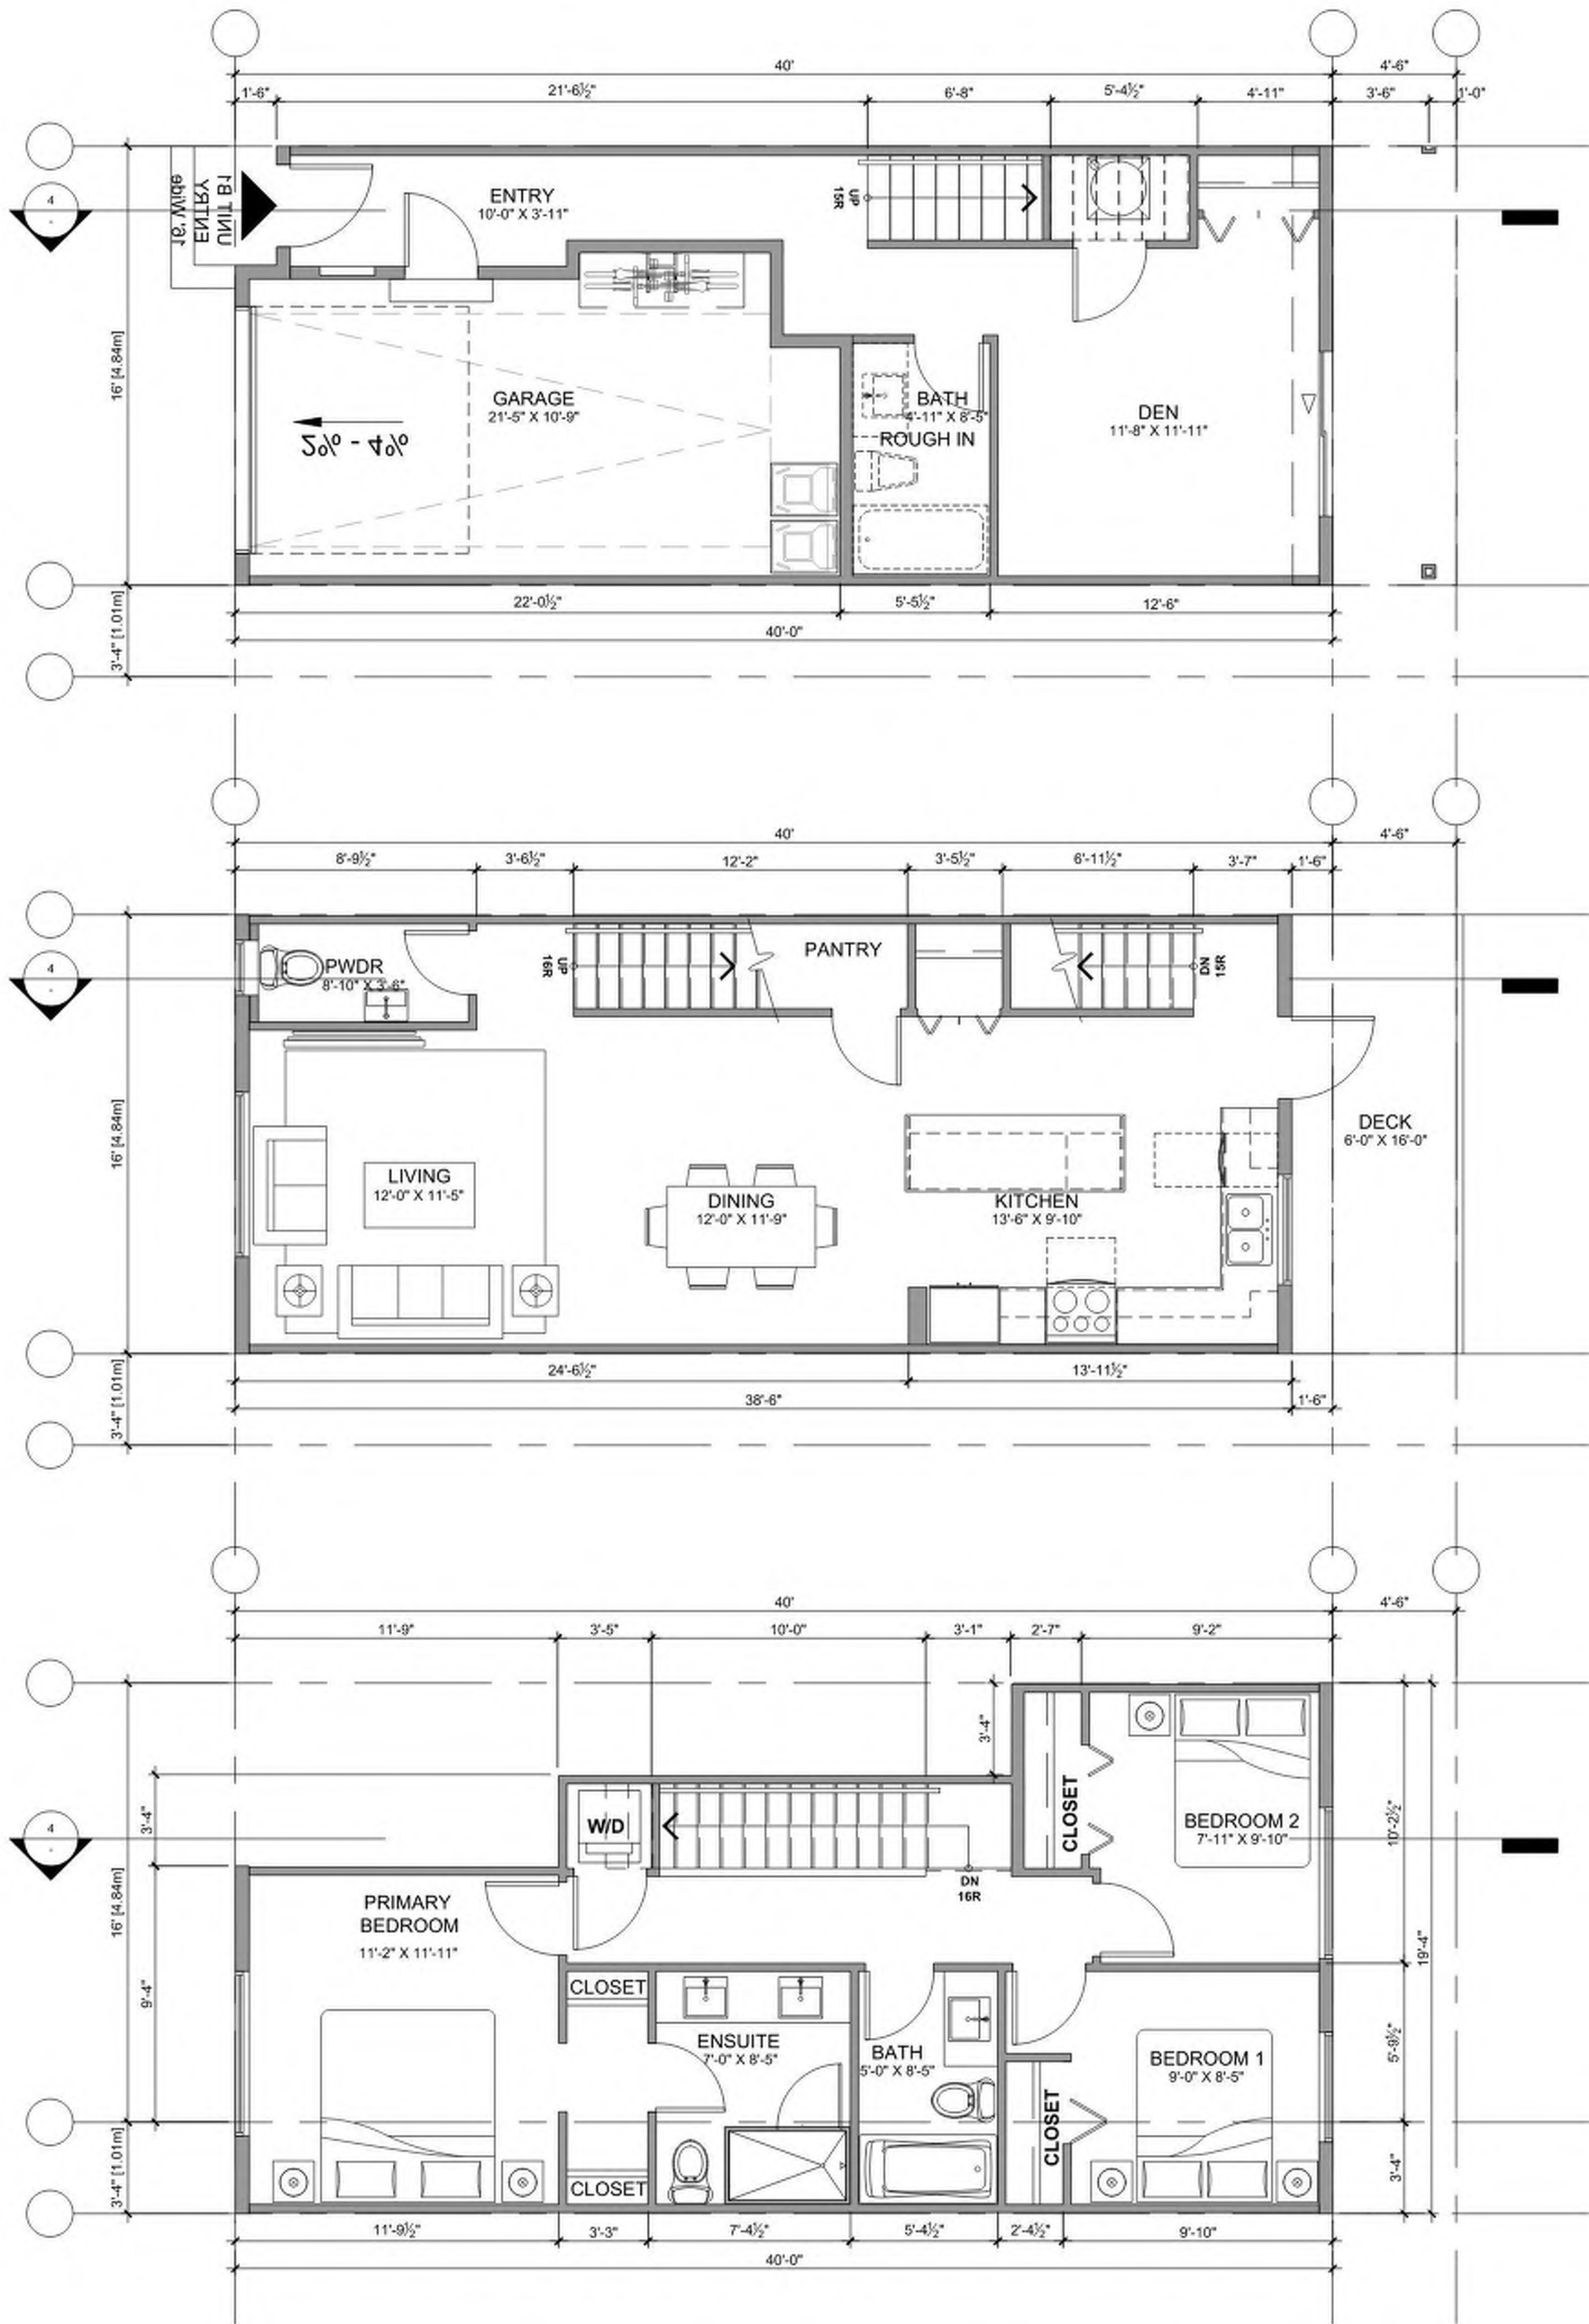 40'
4'-6"
1'-6"
21'-6½"
6'-8"
5'-4½"
4'-11"
3'-6"
1'-0"
4
-
16' [4.84m]
3'-4" [1.01m]
UNIT 18
ENTRY
16'Wide
ENTRY
10'-0" X 3'-11"
UP
15R
GARAGE
21'-5" X 10'-9"
2% - 4%
BATH
4'-11" X 8'-5"
ROUGH IN
DEN
11'-8" X 11'-11"
22'-0½"
5'-5½"
12'-6"
40'-0"
40'
4'-6"
8'-9½"
3'-6½"
12'-2"
3'-5½"
6'-11½"
3'-7"
1'-6"
4
-
16' [4.84m]
3'-4" [1.01m]
PWDR
8'-10" X 3'-6"
UP
16R
PANTRY
DN
15R
DECK
6'-0" X 16'-0"
LIVING
12'-0" X 11'-5"
DINING
12'-0" X 11'-9"
KITCHEN
13'-6" X 9'-10"
24'-6½"
13'-11½"
38'-6"
1'-6"
40'
4'-6"
11'-9"
3'-5"
10'-0"
3'-1"
2'-7"
9'-2"
3'-4"
4
-
3'-4"
16' [4.84m]
9'-4"
3'-4" [1.01m]
W/D
CLOSET
BEDROOM 2
7'-11" X 9'-10"
10'-2½"
DN
16R
PRIMARY
BEDROOM
11'-2" X 11'-11"
19'-4"
CLOSET
ENSUITE
7'-0" X 8'-5"
BATH
5'-0" X 8'-5"
BEDROOM 1
9'-0" X 8'-5"
5'-9½"
CLOSET
CLOSET
3'-4"
11'-9½"
3'-3"
7'-4½"
5'-4½"
2'-4½"
9'-10"
40'-0"